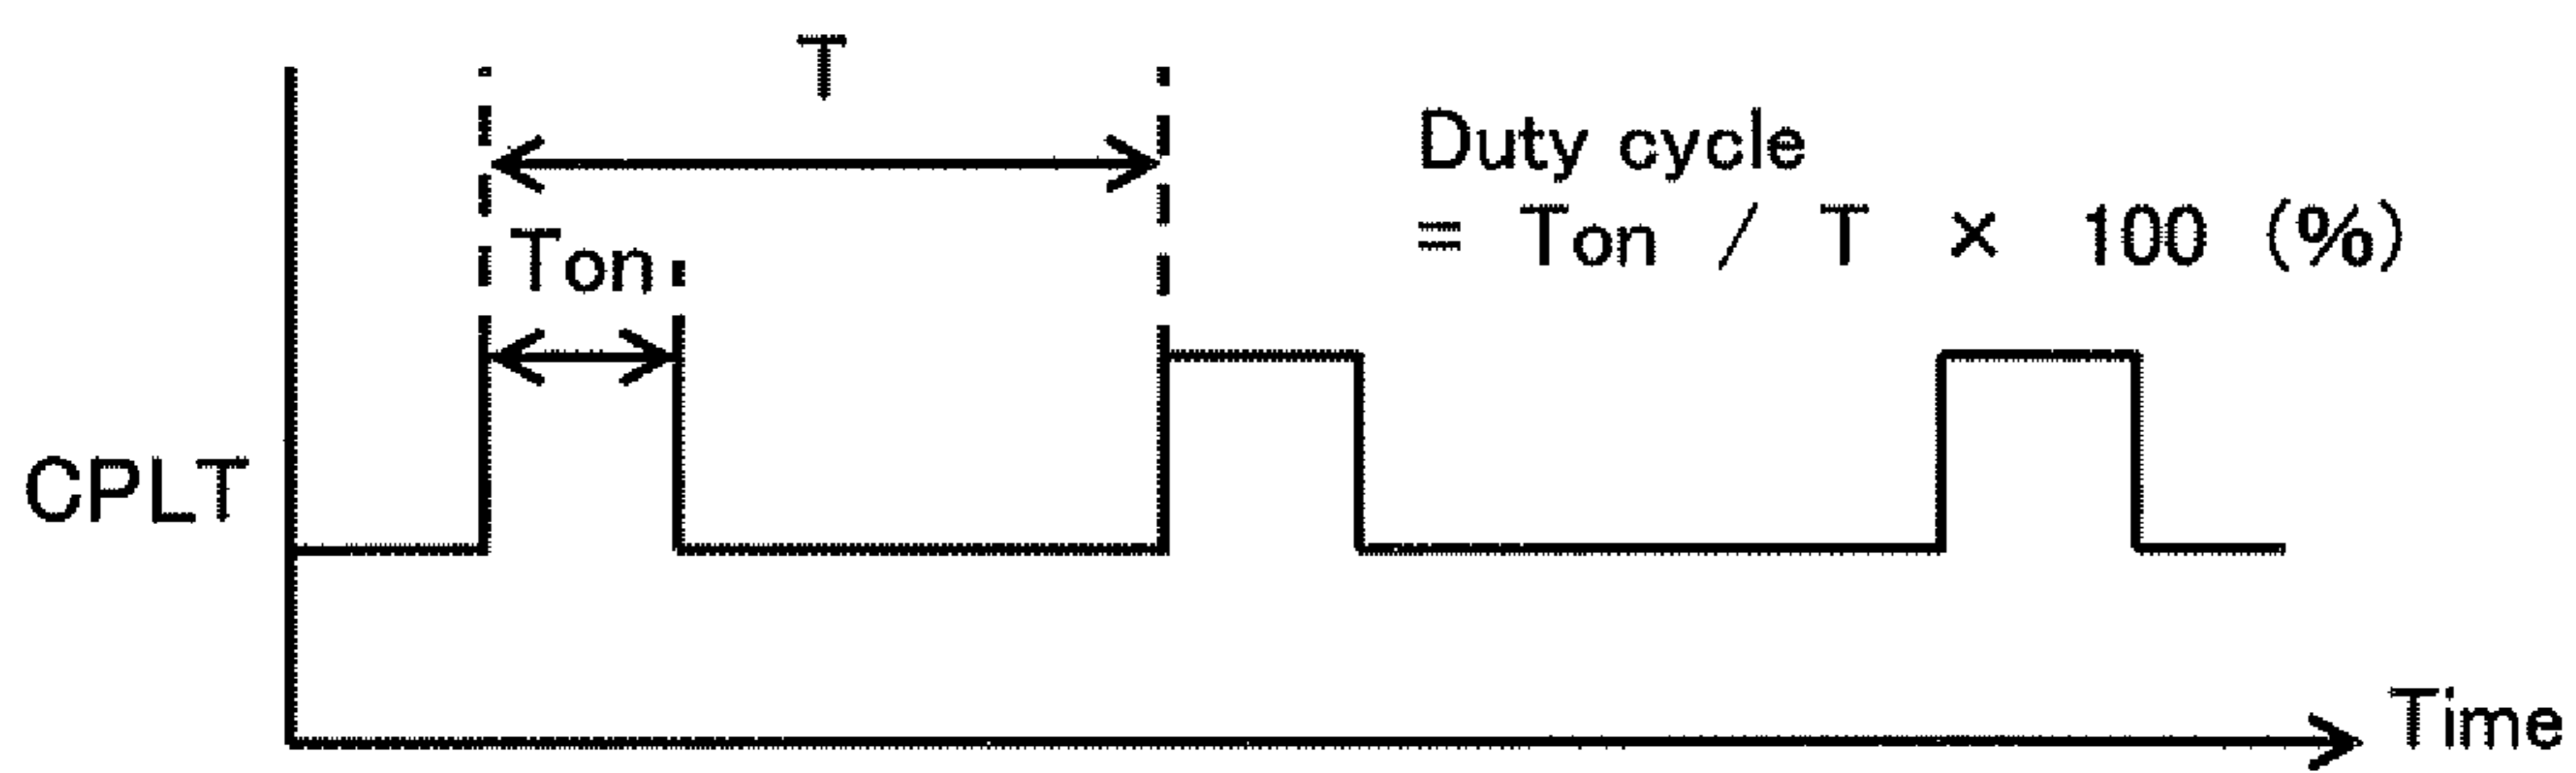 T
Duty cycle
= Ton / T × 100 (%)
Ton
CPLT
Time